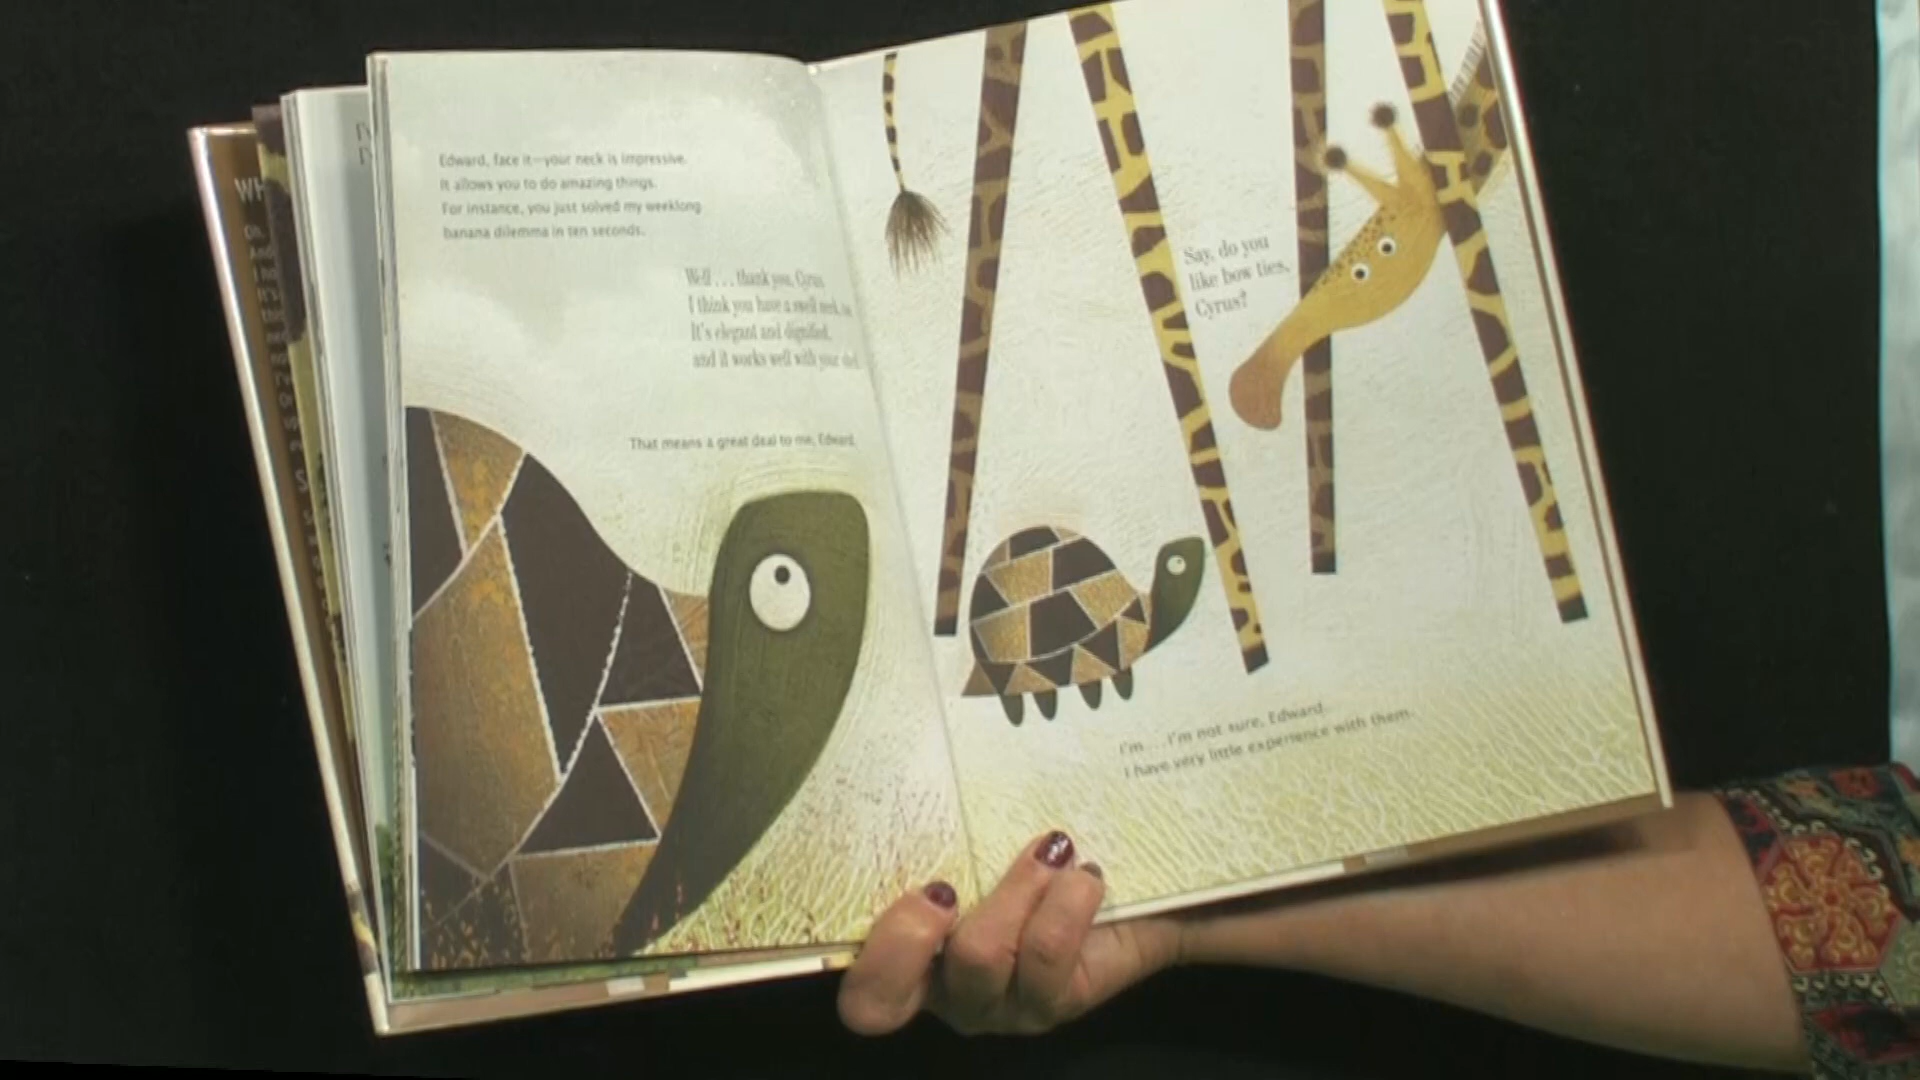 Edward, face it—your neck is impressive.
It allows you to do amazing things.
For instance, you just solved my weeklong
banana dilemma in ten seconds.
Well . . . thank you, Cyrus.
I think you have a swell neck
It's elegant and dignified,
and it works well with your
That means a great deal to me, Edward.
Say, do you
like bow ties,
Cyrus?
I'm . . . I'm not sure, Edward.
I have very little experience with them.
WH
Oh.
And